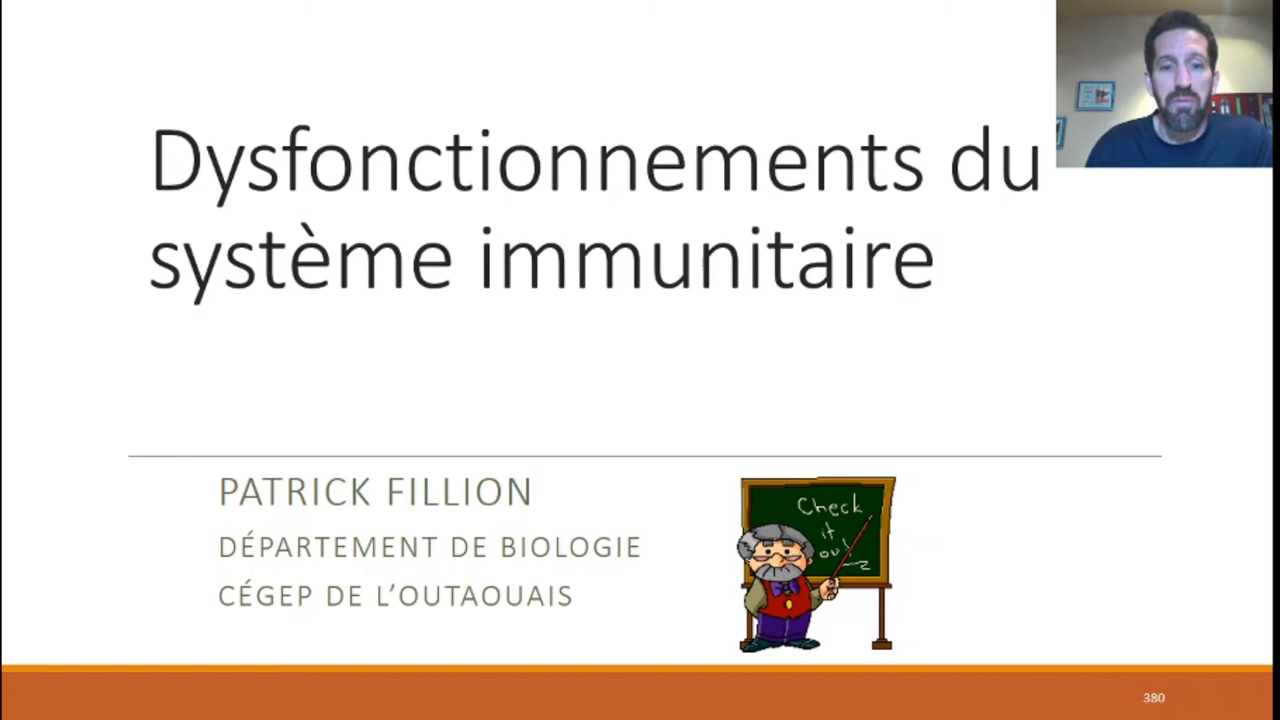 Dysfonctionnements du
système immunitaire
PATRICK FILLION
DÉPARTEMENT DE BIOLOGIE
CÉGEP DE L'OUTAOUAIS
Check
it
out!
380